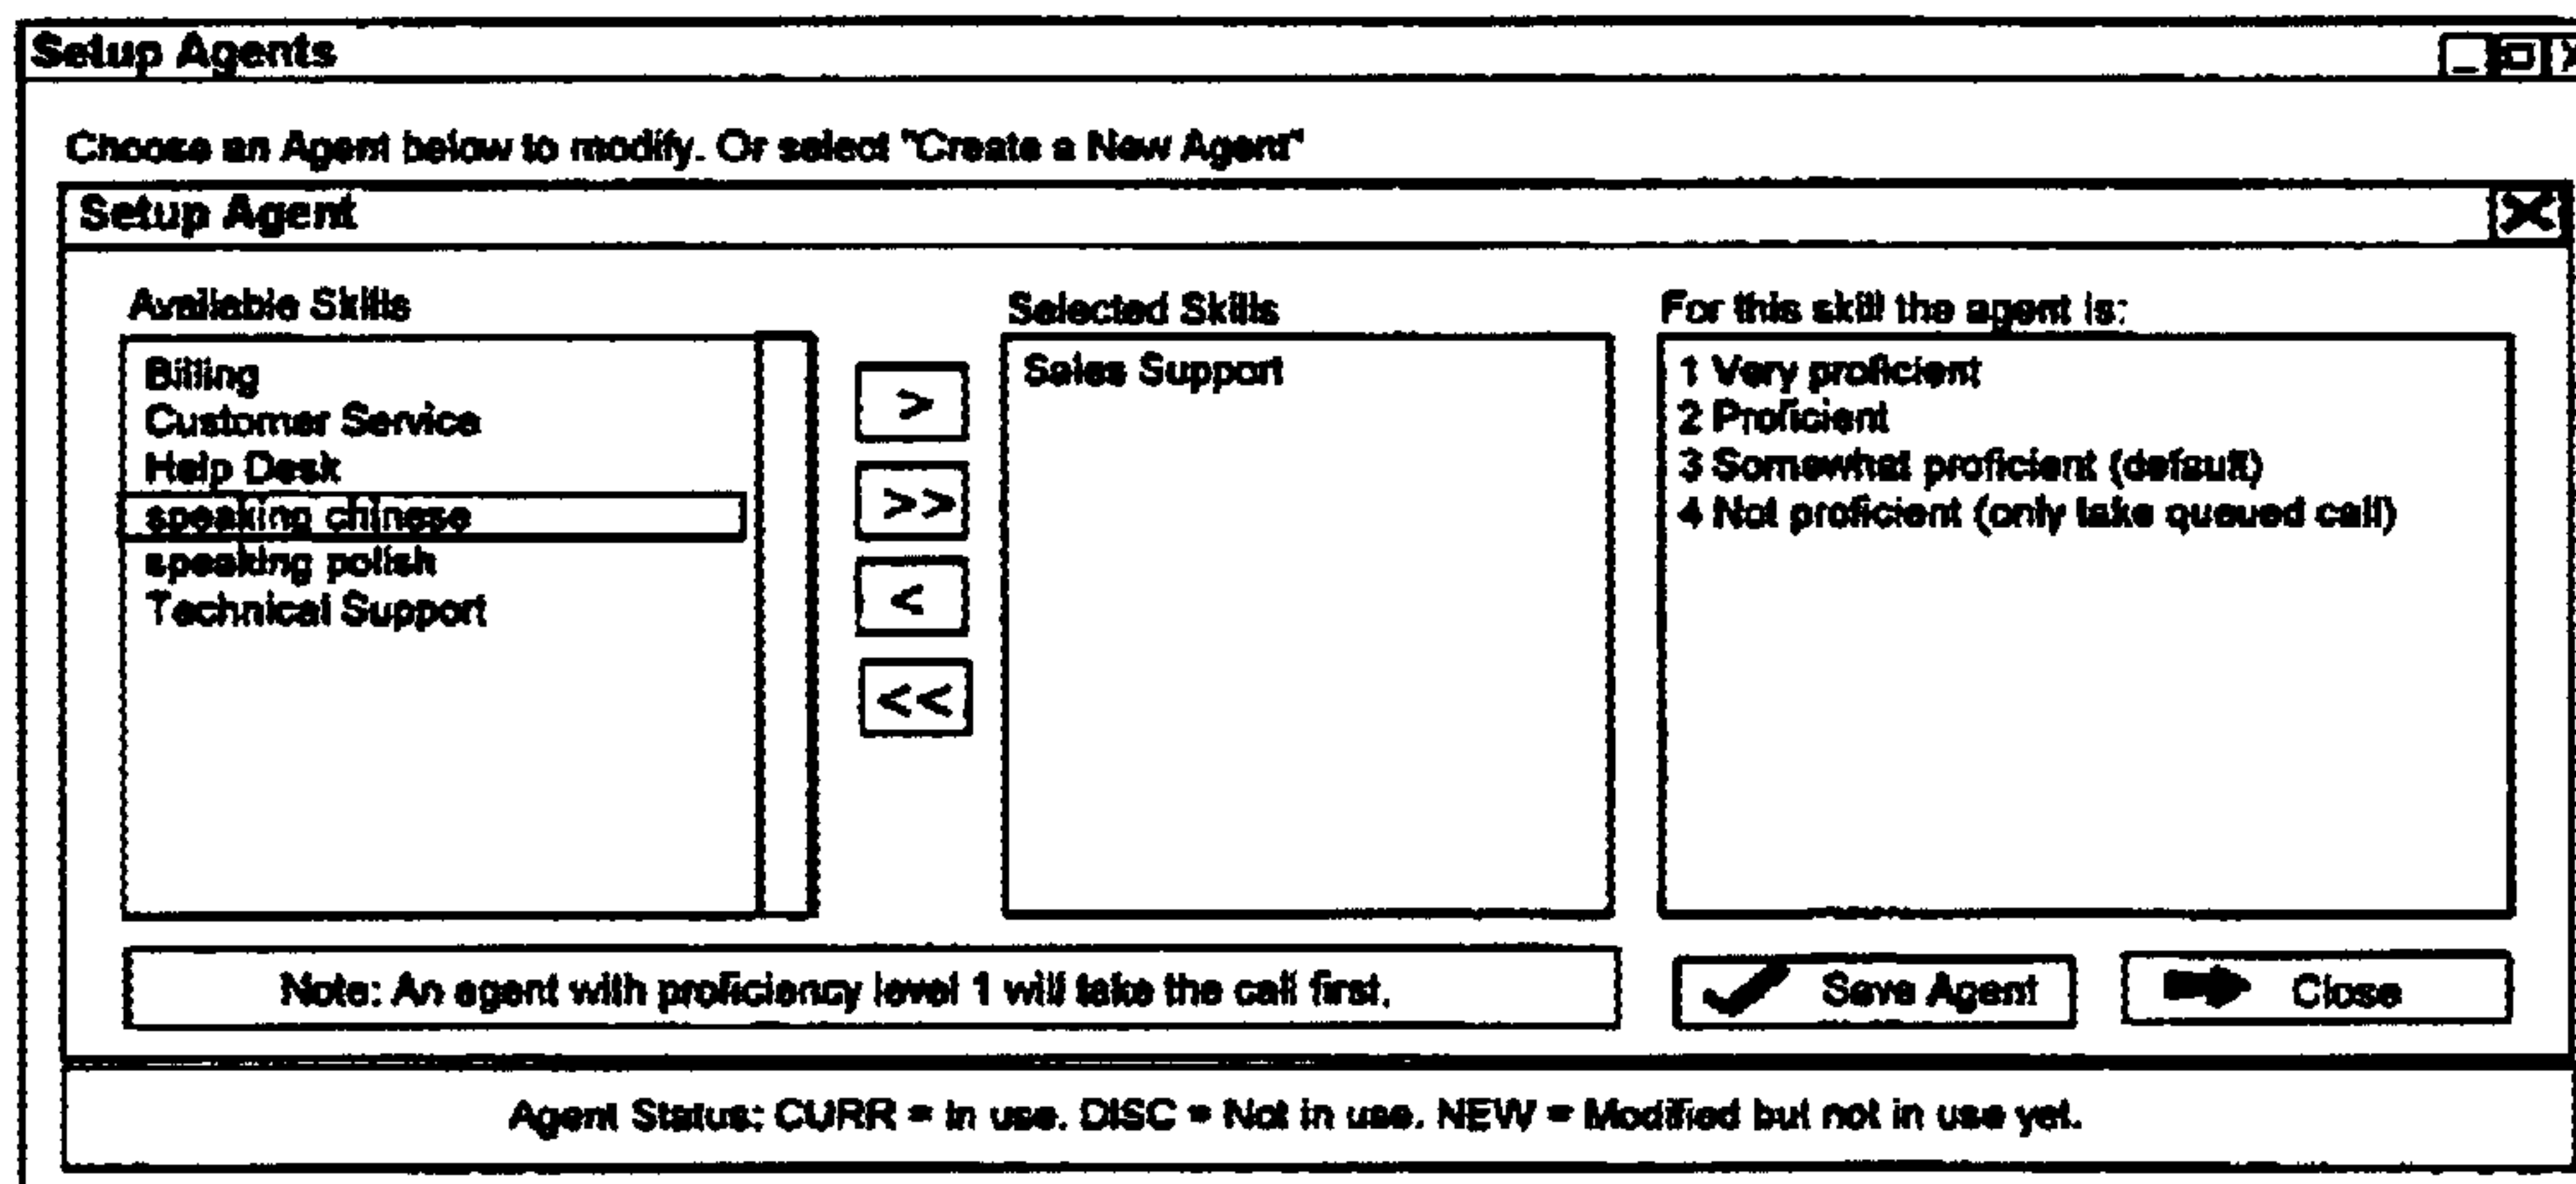 Setup Agents
Choose an Agent below to modify. Or select "Create a New Agent"
Setup Agent
Available Skills
Billing
Customer Service
Help Desk
speaking chinese
speaking polish
Technical Support
>
>>
<
<<
Selected Skills
Sales Support
For this skill the agent is:
1 Very proficient
2 Proficient
3 Somewhat proficient (default)
4 Not proficient (only take queued call)
Note: An agent with proficiency level 1 will take the call first.
Save Agent
Close
Agent Status: CURR = In use. DISC = Not in use. NEW = Modified but not in use yet.